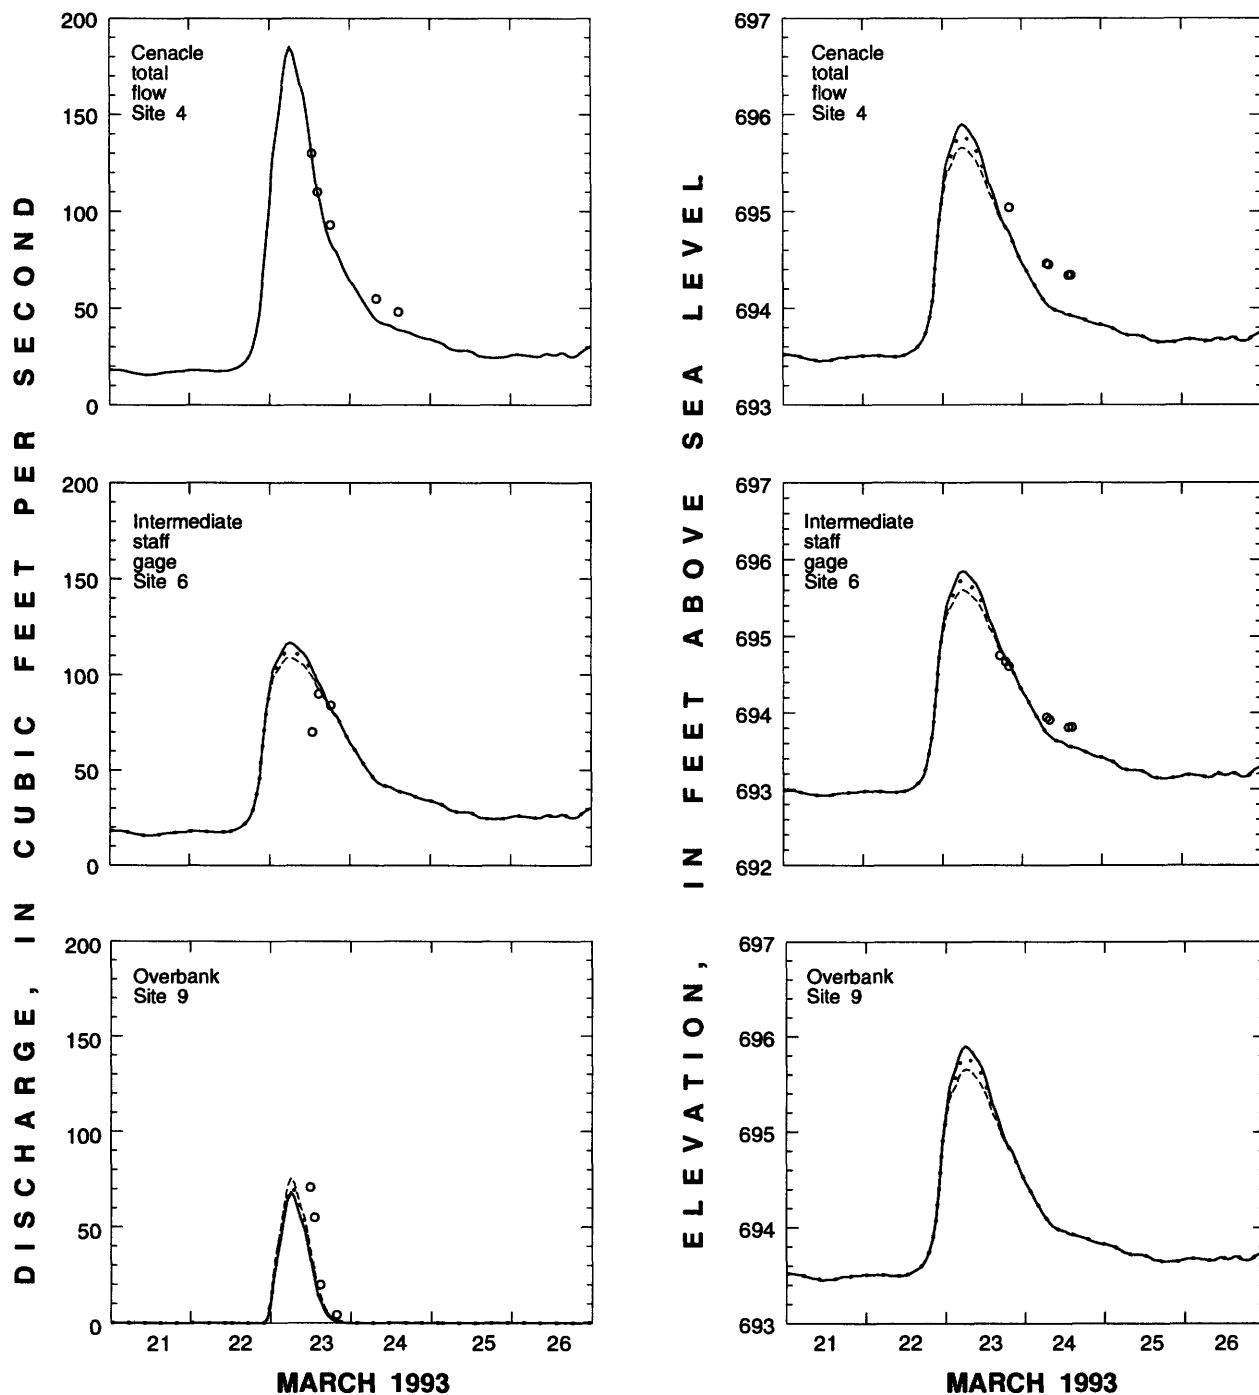 DISCHARGE, IN CUBIC FEET PER SECOND
200
150
100
50
0
Cenacle
total
flow
Site 4
200
150
100
50
0
Intermediate
staff
gage
Site 6
200
150
100
50
0
Overbank
Site 9
21 22 23 24 25 26
MARCH 1993
ELEVATION, IN FEET ABOVE SEA LEVEL
697
696
695
694
693
Cenacle
total
flow
Site 4
697
696
695
694
693
692
Intermediate
staff
gage
Site 6
697
696
695
694
693
Overbank
Site 9
21 22 23 24 25 26
MARCH 1993